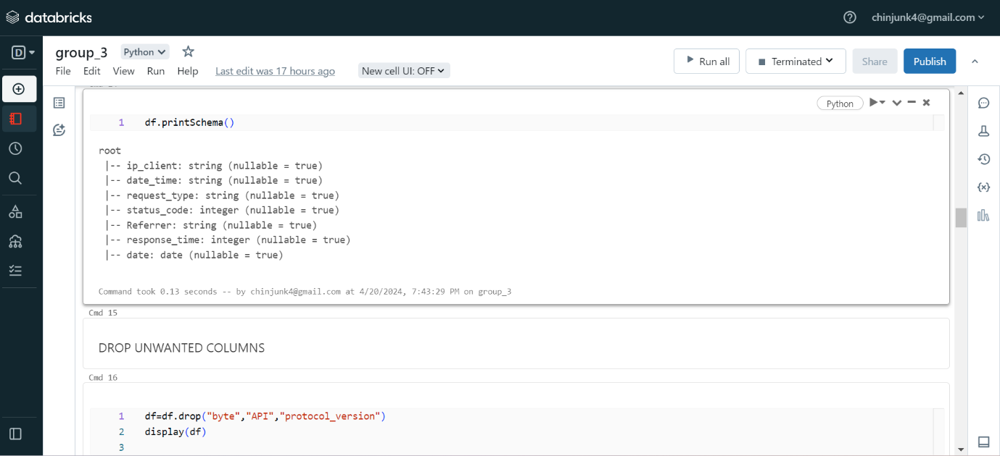 databricks
chinjunk4@gmail.com
D
group_3 Python
File Edit View Run Help Last edit was 17 hours ago New cell UI: OFF
Run all Terminated Share Publish
Python
1 df.printSchema()
root
|-- ip_client: string (nullable = true)
|-- date_time: string (nullable = true)
|-- request_type: string (nullable = true)
|-- status_code: integer (nullable = true)
|-- Referrer: string (nullable = true)
|-- response_time: integer (nullable = true)
|-- date: date (nullable = true)
Command took 0.13 seconds -- by chinjunk4@gmail.com at 4/20/2024, 7:43:29 PM on group_3
Cmd 15
DROP UNWANTED COLUMNS
Cmd 16
1 df=df.drop("byte","API","protocol_version")
2 display(df)
3